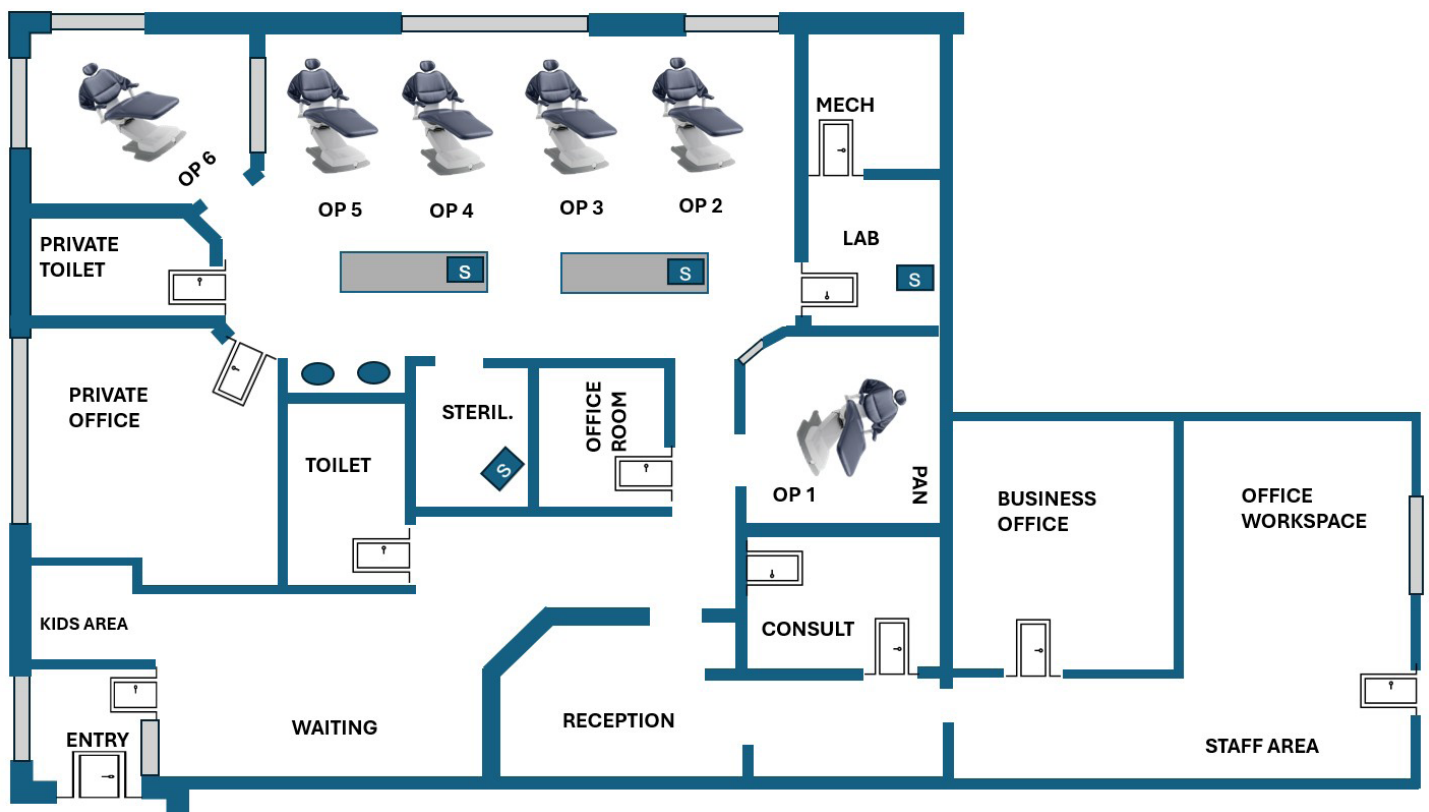 MECH
OP 6
OP 5
OP 4
OP 3
OP 2
PRIVATE
TOILET
LAB
S
S
S
PRIVATE
OFFICE
STERIL.
OFFICE
ROOM
TOILET
S
OP 1
PAN
BUSINESS
OFFICE
OFFICE
WORKSPACE
KIDS AREA
CONSULT
WAITING
RECEPTION
ENTRY
STAFF AREA